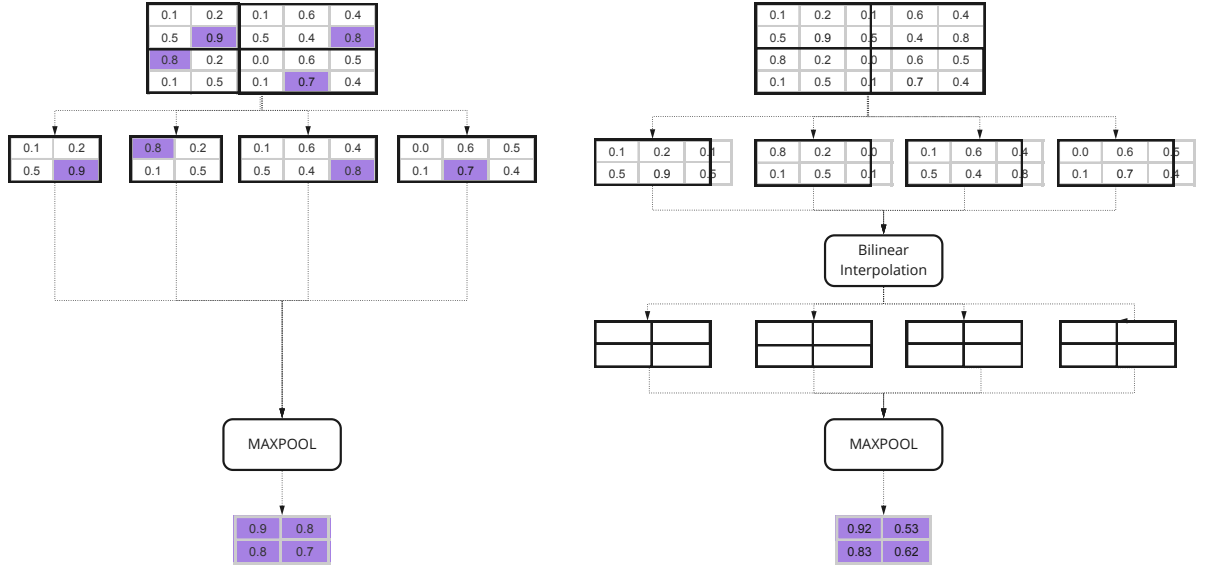 0.1 0.2 0.1 0.6 0.4
0.5 0.9 0.5 0.4 0.8
0.8 0.2 0.0 0.6 0.5
0.1 0.5 0.1 0.7 0.4
0.1 0.2
0.5 0.9
0.8 0.2
0.1 0.5
0.1 0.6 0.4
0.5 0.4 0.8
0.0 0.6 0.5
0.1 0.7 0.4
MAXPOOL
0.9 0.8
0.8 0.7
0.1 0.2 0.1 0.6 0.4
0.5 0.9 0.5 0.4 0.8
0.8 0.2 0.0 0.6 0.5
0.1 0.5 0.1 0.7 0.4
0.1 0.2 0.1
0.5 0.9 0.5
0.8 0.2 0.0
0.1 0.5 0.1
0.1 0.6 0.4
0.5 0.4 0.8
0.0 0.6 0.5
0.1 0.7 0.4
Bilinear
Interpolation
MAXPOOL
0.92 0.53
0.83 0.62